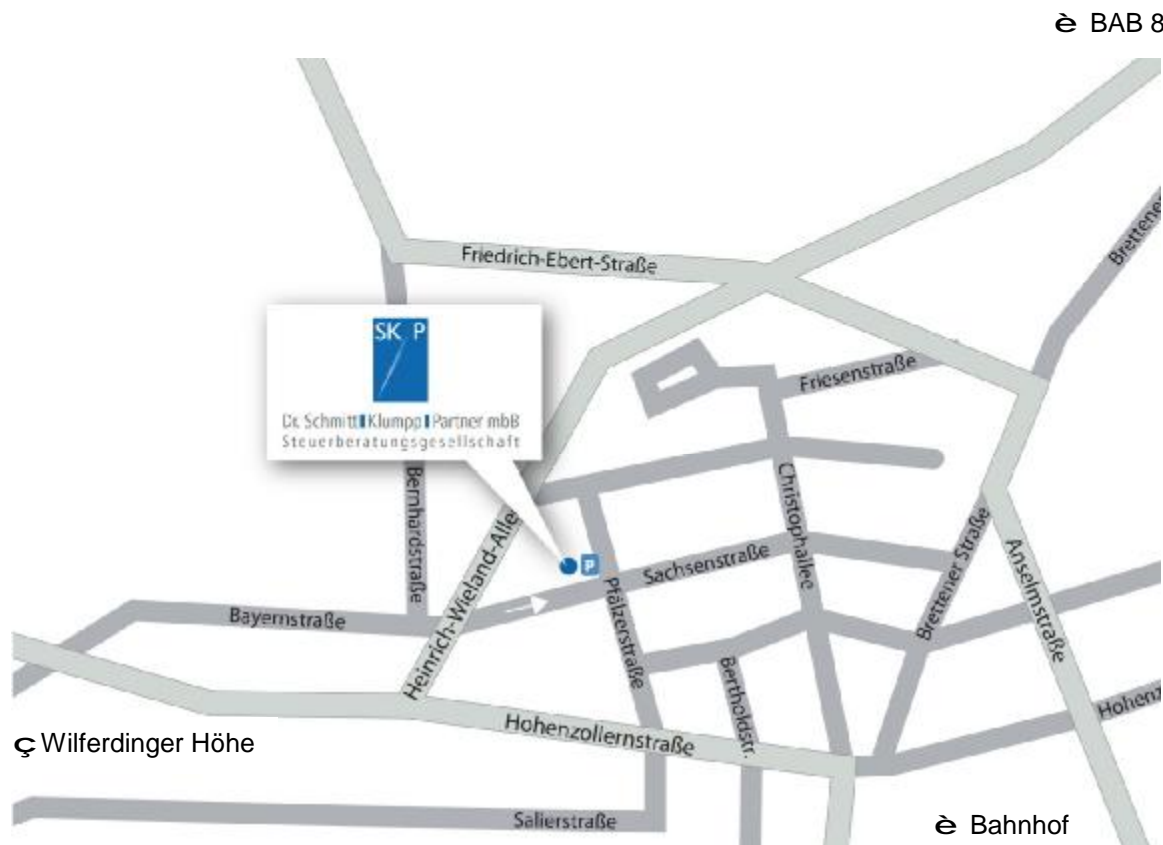 è BAB 8
Brettener
Friedrich-Ebert-Straße
SK P
Dr. Schmitt Klumpp Partner mbB
Steuerberatungsgesellschaft
Friesenstraße
Bernhardstraße
Heinrich-Wieland-Allee
Christophallee
P
Sachsenstraße
Pfälzerstraße
Brettener Straße
Anselmstraße
Bayernstraße
Bertholdstr.
Hohenz
Hohenzollernstraße
ç Wilferdinger Höhe
Salierstraße
è Bahnhof